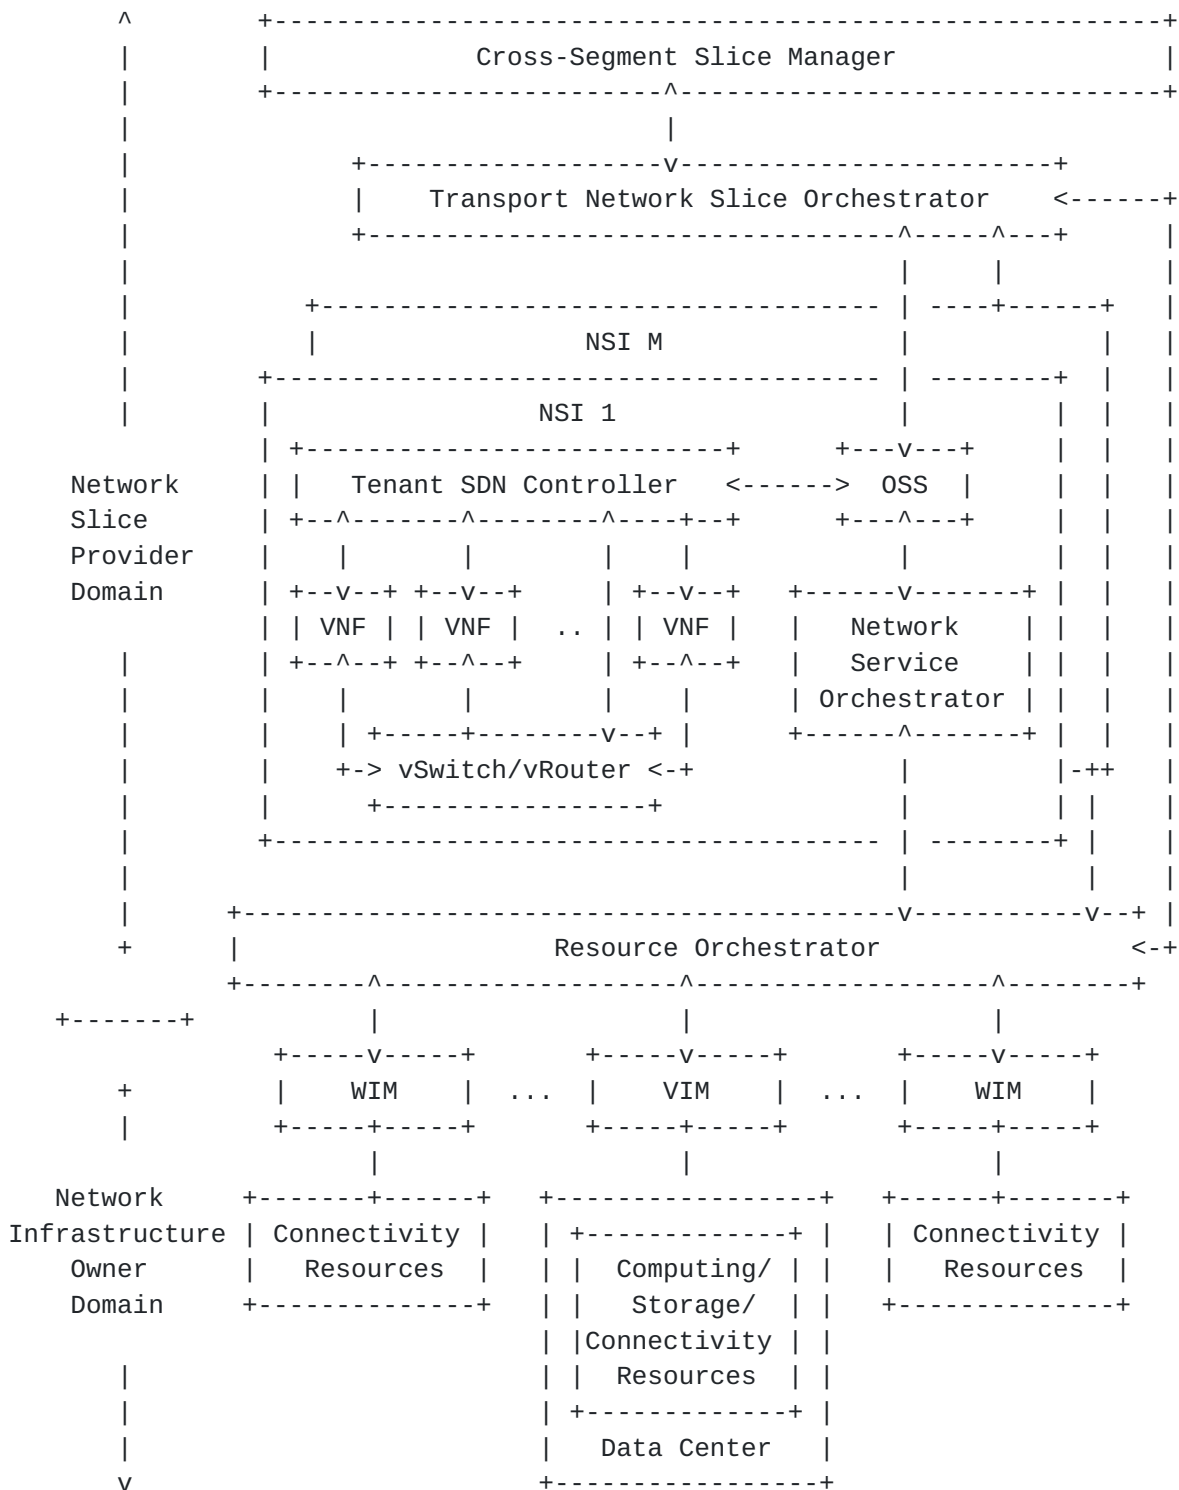 Cross-Segment Slice Manager
Transport Network Slice Orchestrator
NSI M
NSI 1
Network Tenant SDN Controller OSS
Slice
Provider
Domain
VNF VNF .. VNF Network
Service
Orchestrator
vSwitch/vRouter
Resource Orchestrator
WIM ... VIM ... WIM
Network
Infrastructure Connectivity Connectivity
Owner Resources Computing/ Resources
Domain Storage/
Connectivity
Resources
Data Center